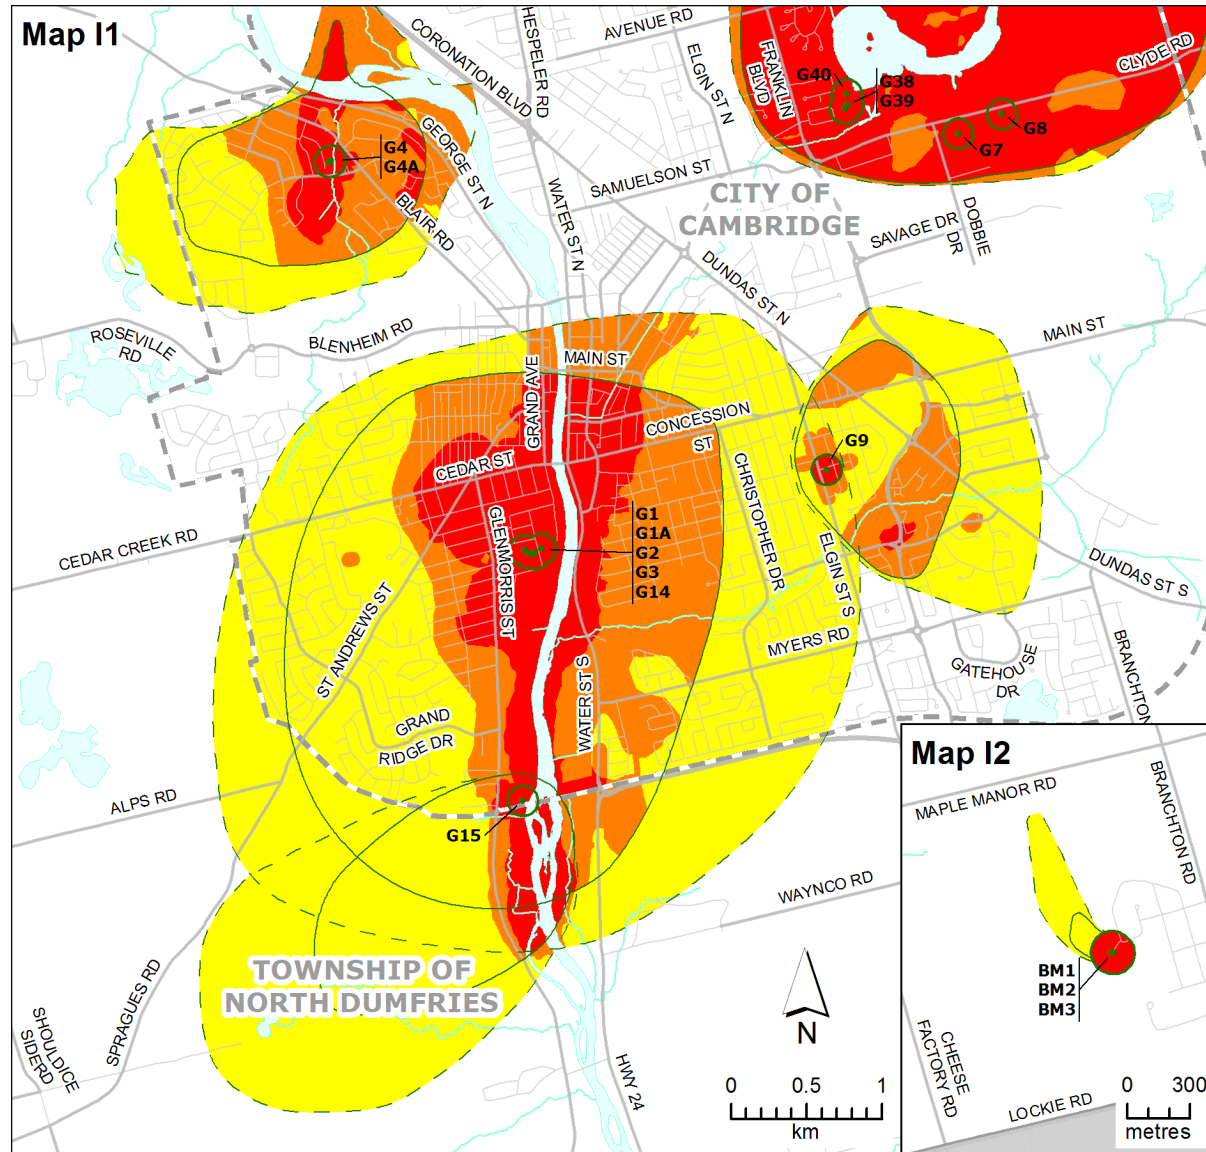 Map I1
CORONATION BLVD
HESPELER RD
AVENUE RD
ELGIN ST N
FRANKLIN
BLVD
CLYDE RD
G40
G38
G39
G8
G7
G4
G4A
GEORGE ST N
BLAIR RD
WATER ST N
SAMUELSON ST
CITY OF
CAMBRIDGE
SAVAGE DR
DOBBIE
DR
DUNDAS ST N
MAIN ST
ROSEVILLE
RD
BLENHEIM RD
GRAND AVE
MAIN ST
CONCESSION
ST
CEDAR ST
G9
CHRISTOPHER DR
GLENMORRIS ST
G1
G1A
G2
G3
G14
CEDAR CREEK RD
ELGIN ST S
DUNDAS ST S
ST ANDREWS ST
MYERS RD
GATEHOUSE
DR
BRANCHTON
WATER ST S
GRAND
RIDGE DR
ALPS RD
G15
WAYNCO RD
TOWNSHIP OF
NORTH DUMFRIES
SPRAGUES RD
SHOULDICE
SIDERD
HWY 24
N
0 0.5 1
km
Map I2
MAPLE MANOR RD
BRANCHTON RD
BM1
BM2
BM3
CHEESE
FACTORY RD
LOCKIE RD
0 300
metres